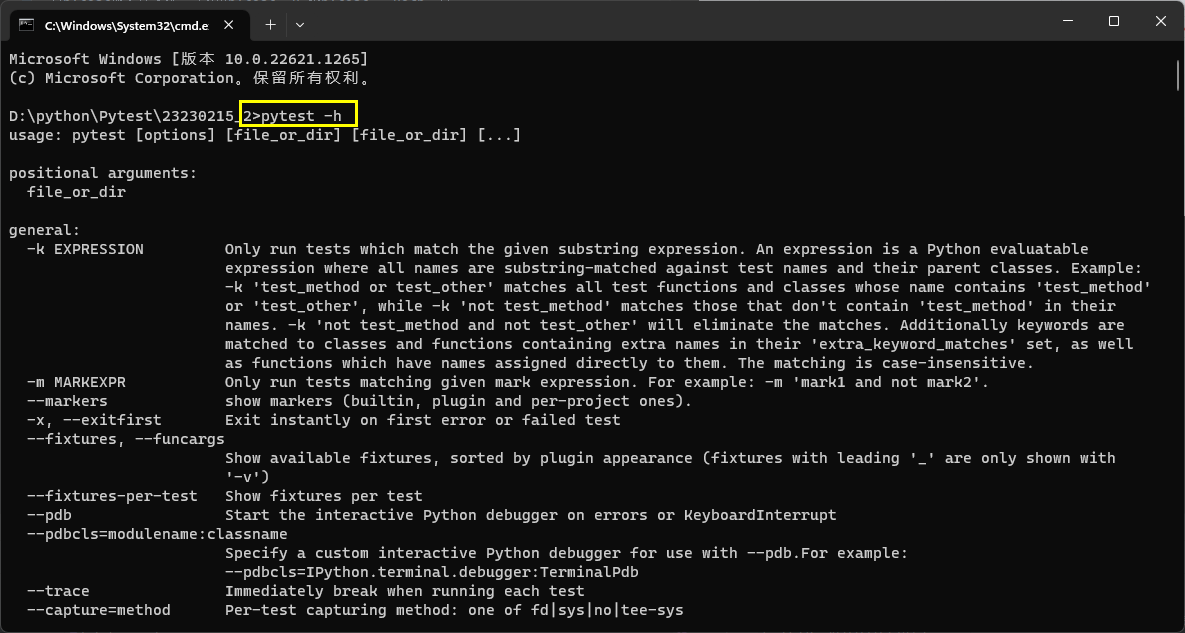 C:\Windows\System32\cmd.e
Microsoft Windows [版本 10.0.22621.1265]
(c) Microsoft Corporation。保留所有权利。
D:\python\Pytest\23230215_2>pytest -h
usage: pytest [options] [file_or_dir] [file_or_dir] [...]
positional arguments:
file_or_dir
general:
-k EXPRESSION Only run tests which match the given substring expression. An expression is a Python evaluatable
expression where all names are substring-matched against test names and their parent classes. Example:
-k 'test_method or test_other' matches all test functions and classes whose name contains 'test_method'
or 'test_other', while -k 'not test_method' matches those that don't contain 'test_method' in their
names. -k 'not test_method and not test_other' will eliminate the matches. Additionally keywords are
matched to classes and functions containing extra names in their 'extra_keyword_matches' set, as well
as functions which have names assigned directly to them. The matching is case-insensitive.
-m MARKEXPR Only run tests matching given mark expression. For example: -m 'mark1 and not mark2'.
--markers show markers (builtin, plugin and per-project ones).
-x, --exitfirst Exit instantly on first error or failed test
--fixtures, --funcargs
Show available fixtures, sorted by plugin appearance (fixtures with leading '_' are only shown with
'-v')
--fixtures-per-test Show fixtures per test
--pdb Start the interactive Python debugger on errors or KeyboardInterrupt
--pdbcls=modulename:classname
Specify a custom interactive Python debugger for use with --pdb.For example:
--pdbcls=IPython.terminal.debugger:TerminalPdb
--trace Immediately break when running each test
--capture=method Per-test capturing method: one of fd|sys|no|tee-sys